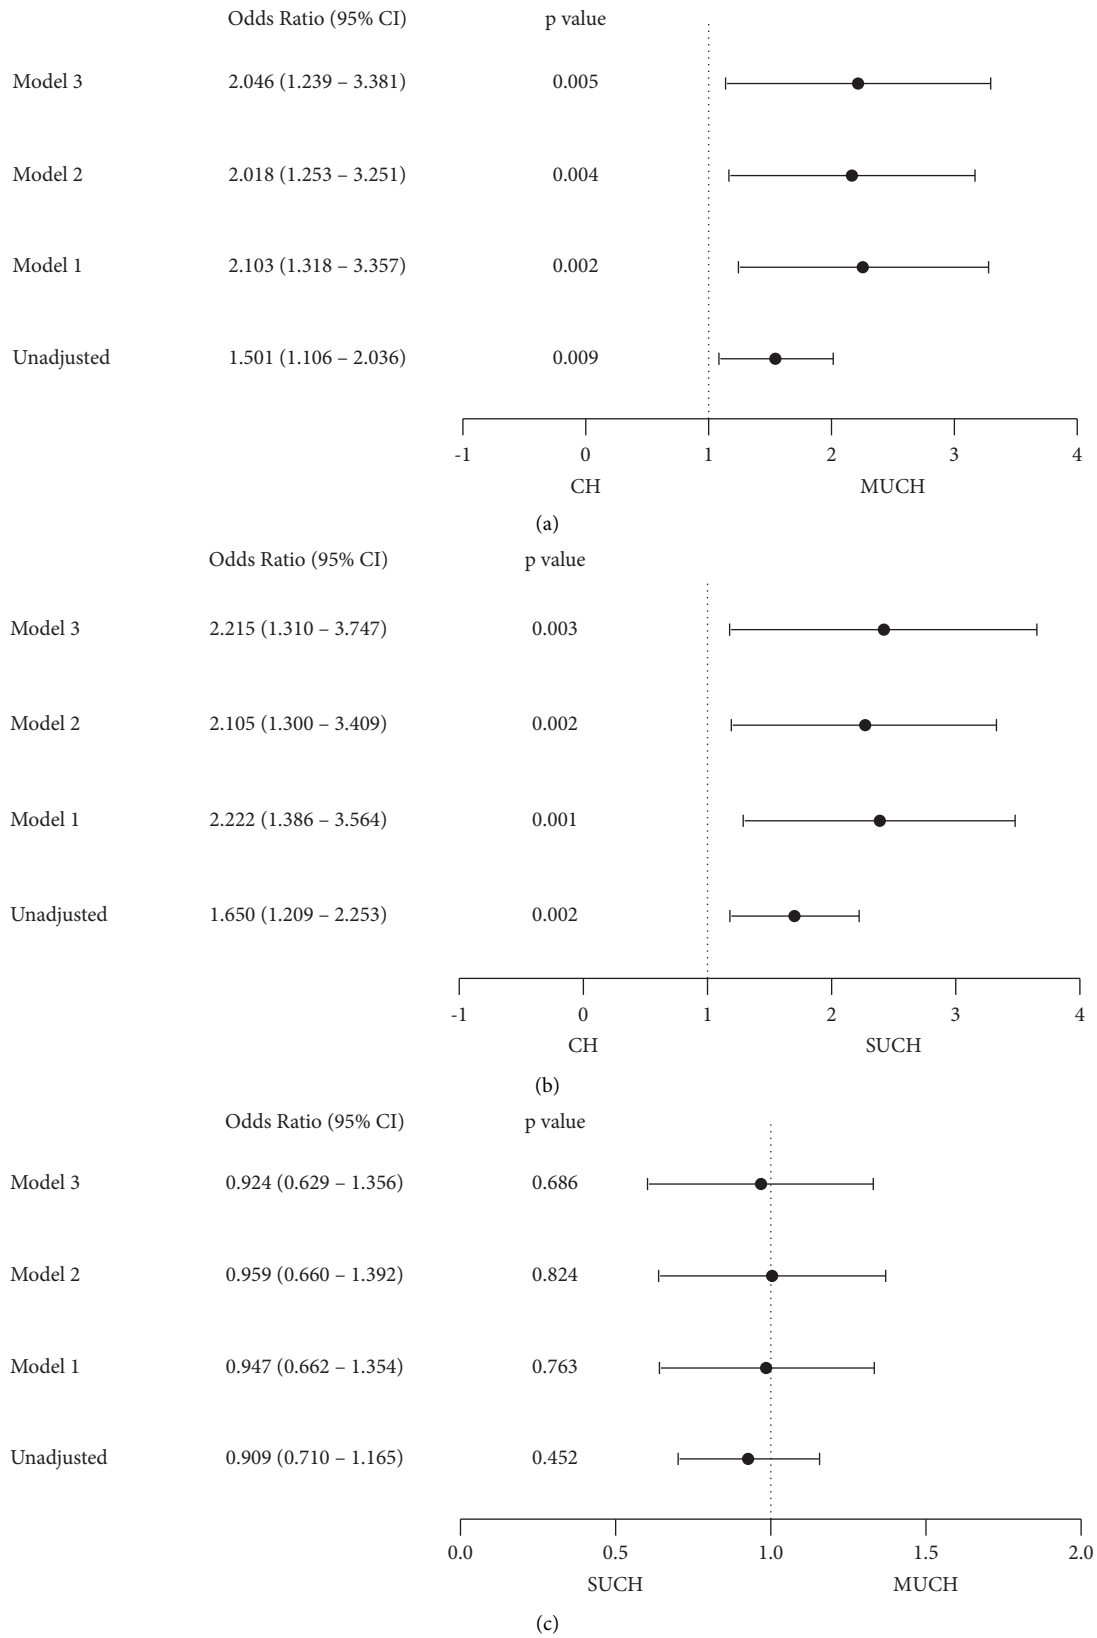 Odds Ratio (95% CI) p value
Model 3 2.046 (1.239 – 3.381) 0.005
Model 2 2.018 (1.253 – 3.251) 0.004
Model 1 2.103 (1.318 – 3.357) 0.002
Unadjusted 1.501 (1.106 – 2.036) 0.009
-1 0 1 2 3 4
CH MUCH
(a)
Odds Ratio (95% CI) p value
Model 3 2.215 (1.310 – 3.747) 0.003
Model 2 2.105 (1.300 – 3.409) 0.002
Model 1 2.222 (1.386 – 3.564) 0.001
Unadjusted 1.650 (1.209 – 2.253) 0.002
-1 0 1 2 3 4
CH SUCH
(b)
Odds Ratio (95% CI) p value
Model 3 0.924 (0.629 – 1.356) 0.686
Model 2 0.959 (0.660 – 1.392) 0.824
Model 1 0.947 (0.662 – 1.354) 0.763
Unadjusted 0.909 (0.710 – 1.165) 0.452
0.0 0.5 1.0 1.5 2.0
SUCH MUCH
(c)